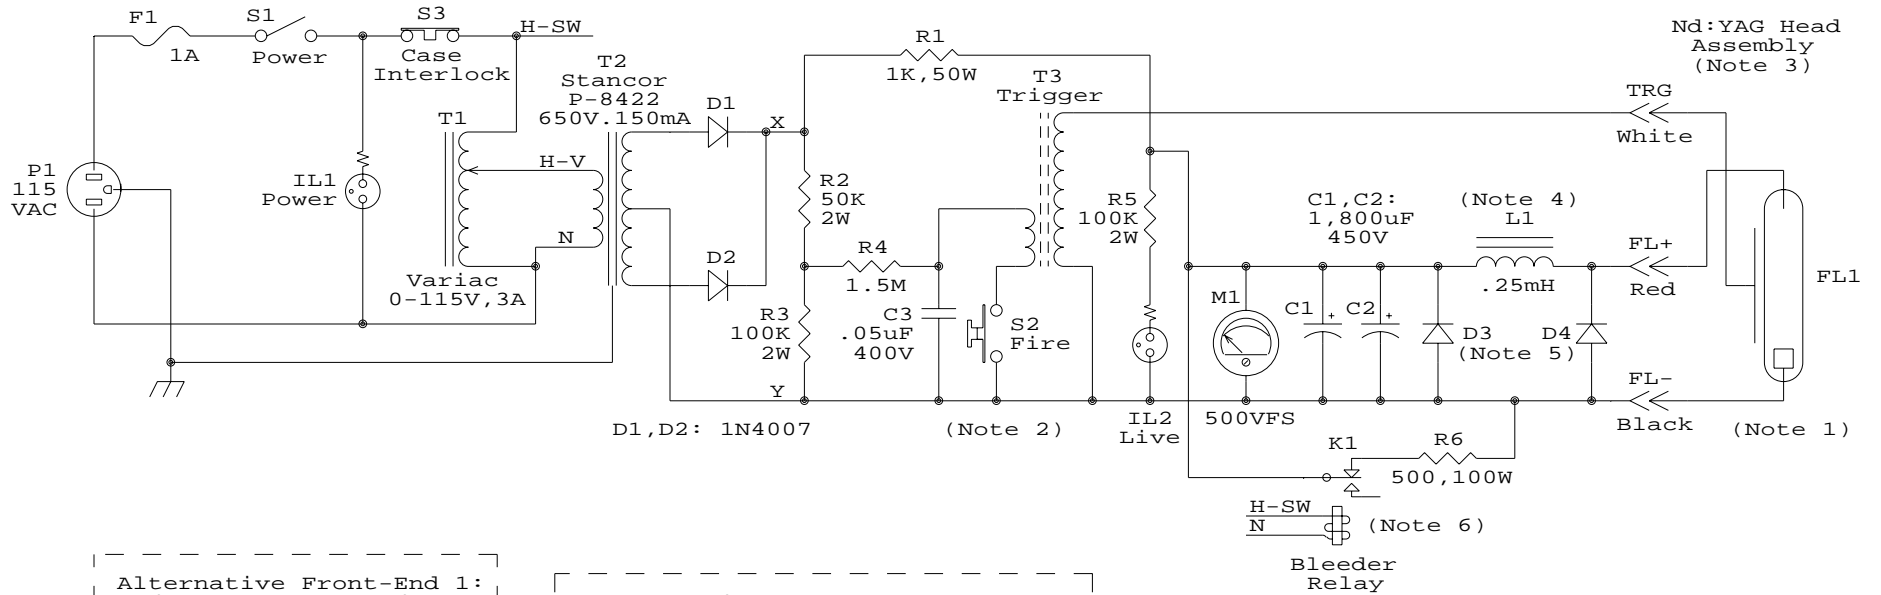 F1
1A
S1
Power
S3
Case
Interlock
H-SW
T2
Stancor
P-8422
650V.150mA
T1
H-V
N
Variac
0-115V,3A
P1
115
VAC
IL1
Power
D1
D2
X
Y
D1,D2: 1N4007
R1
1K,50W
R2
50K
2W
R3
100K
2W
R4
1.5M
C3
.05uF
400V
S2
Fire
(Note 2)
T3
Trigger
R5
100K
2W
IL2
Live
M1
500VFS
C1,C2:
1,800uF
450V
C1
+
C2
+
(Note 4)
L1
.25mH
D3
(Note 5)
D4
Nd:YAG Head
Assembly
(Note 3)
TRG
White
FL+
Red
FL-
Black
FL1
(Note 1)
K1
R6
500,100W
H-SW
N
(Note 6)
Bleeder
Relay
Alternative Front-End 1: